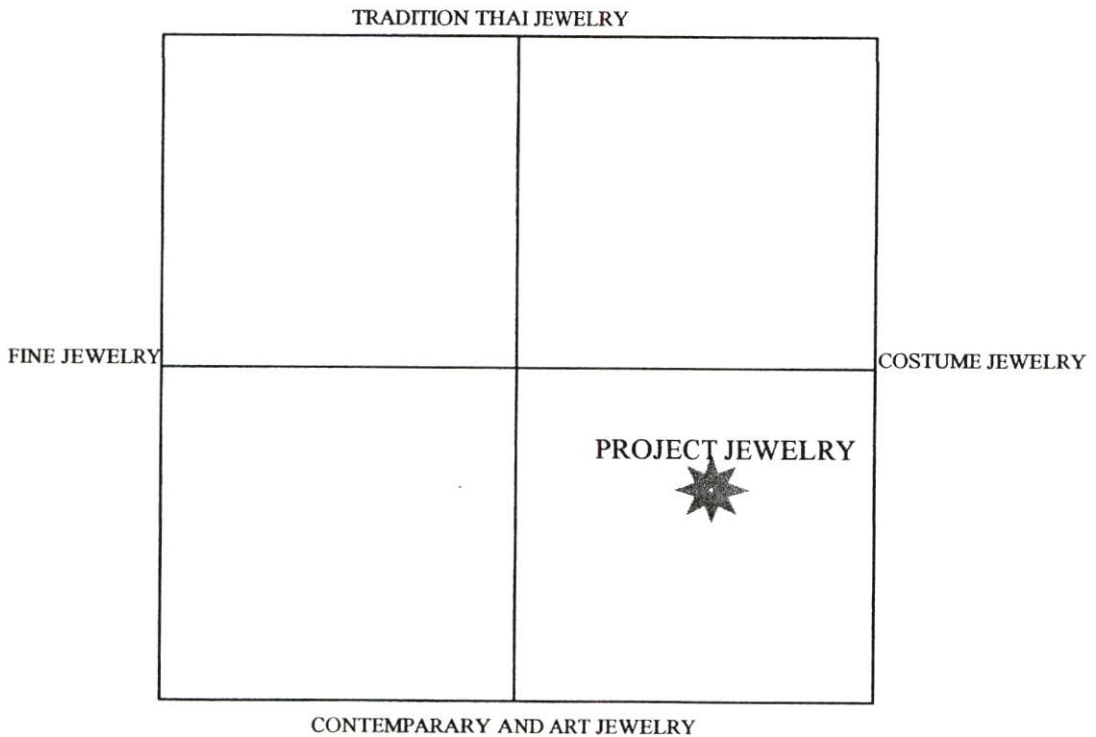 TRADITION THAI JEWELRY
FINE JEWELRY
COSTUME JEWELRY
PROJECT JEWELRY
CONTEMPARARY AND ART JEWELRY